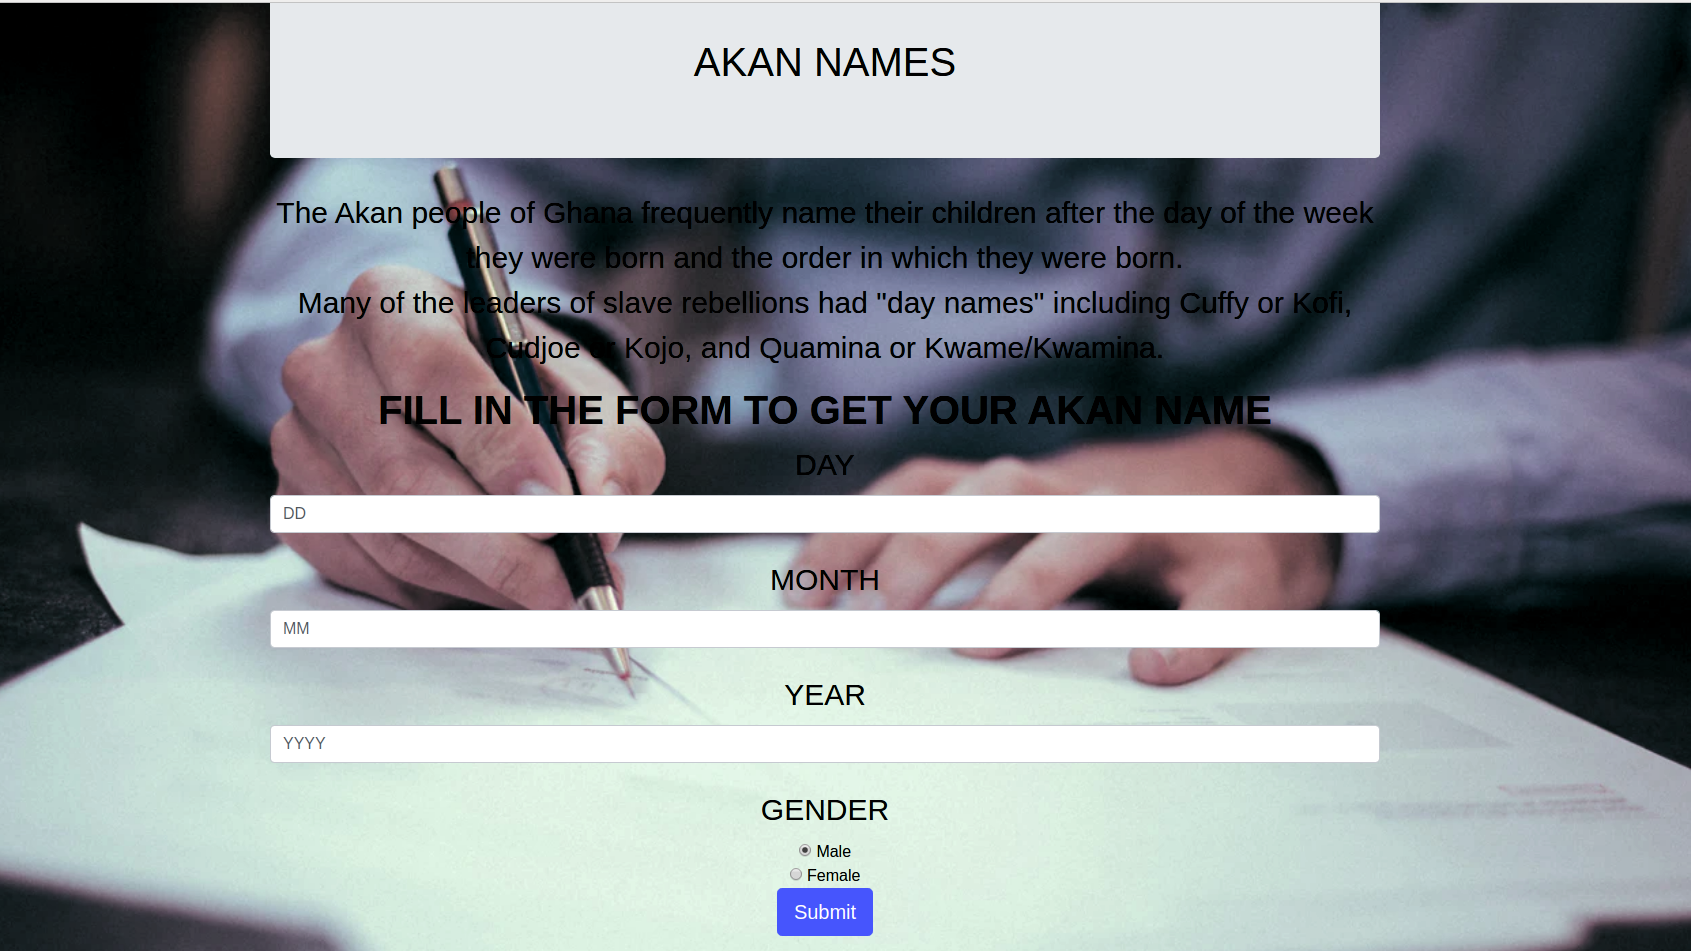 AKAN NAMES
The Akan people of Ghana frequently name their children after the day of the week
they were born and the order in which they were born.
Many of the leaders of slave rebellions had "day names" including Cuffy or Kofi,
Cudjoe or Kojo, and Quamina or Kwame/Kwamina.
FILL IN THE FORM TO GET YOUR AKAN NAME
DAY
DD
MONTH
MM
YEAR
YYYY
GENDER
Male
Female
Submit